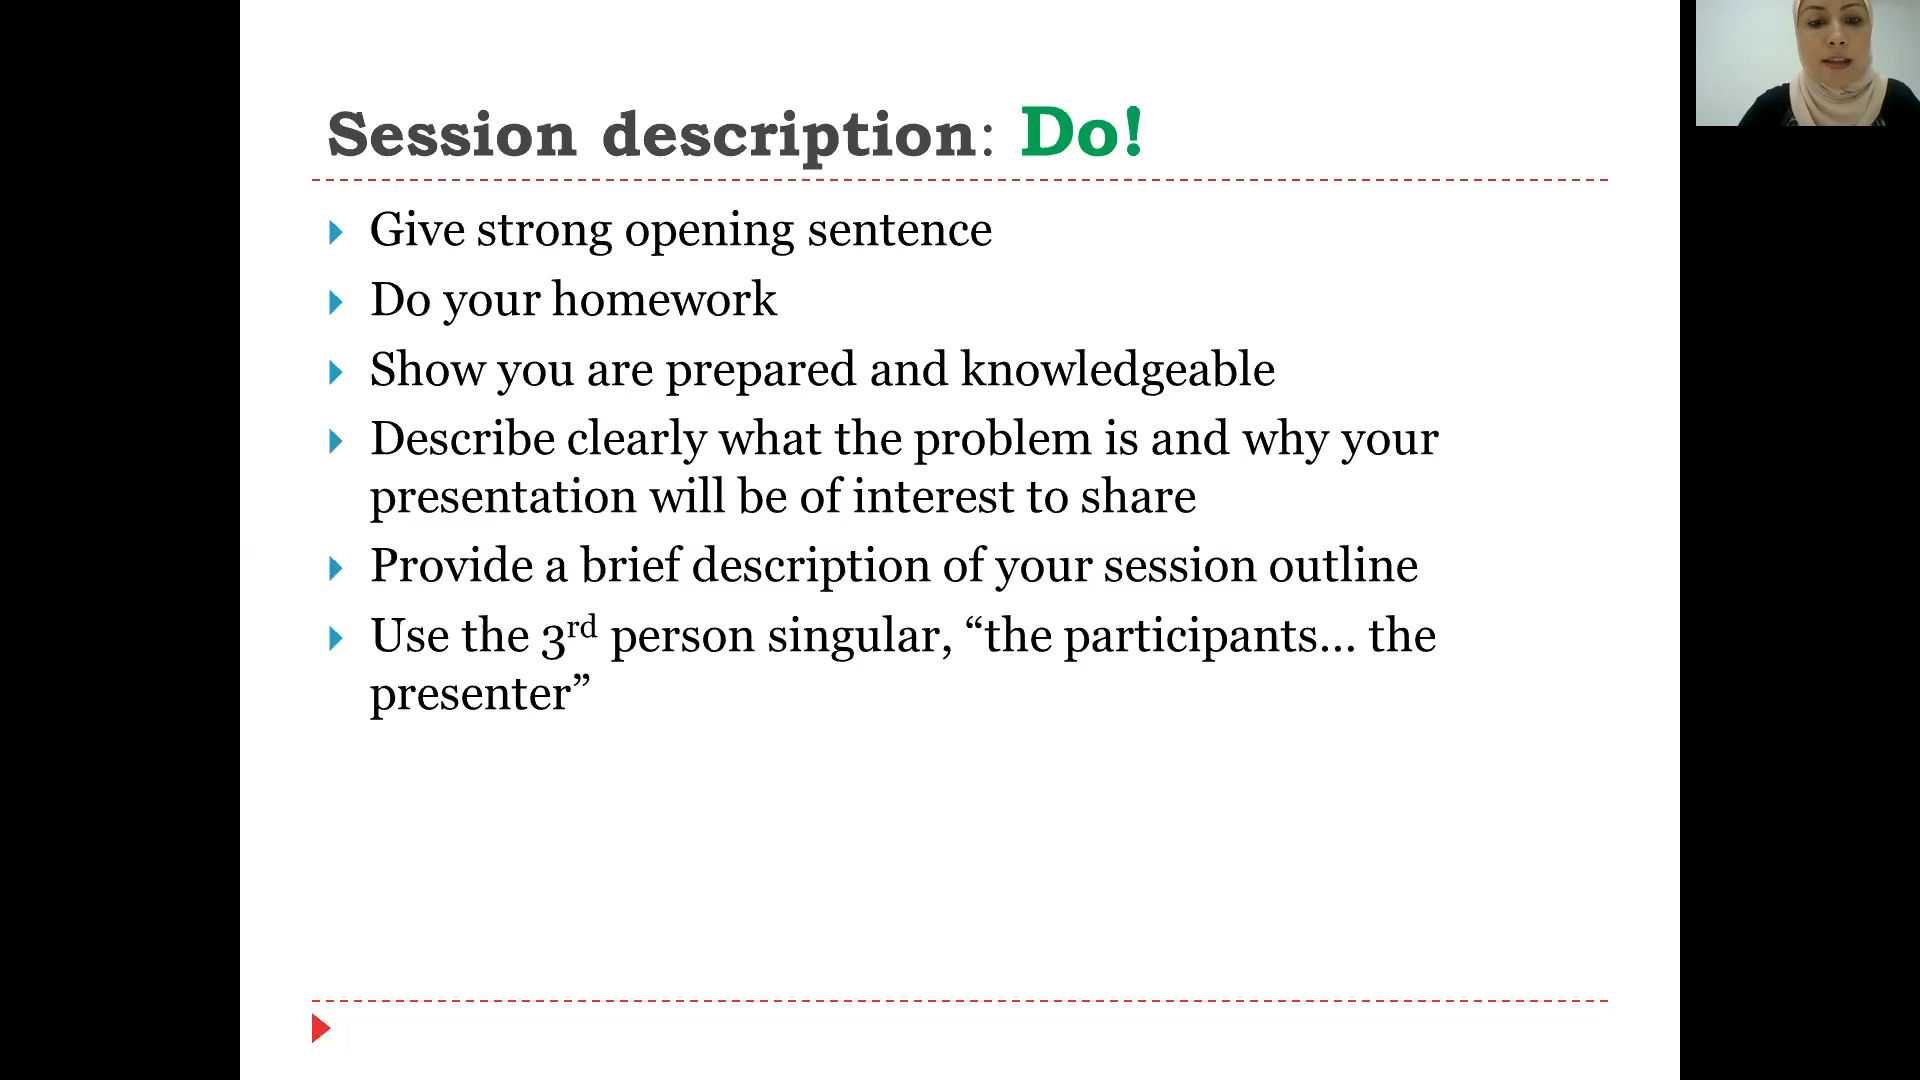 Session description: Do!
Give strong opening sentence
Do your homework
Show you are prepared and knowledgeable
Describe clearly what the problem is and why your
presentation will be of interest to share
Provide a brief description of your session outline
Use the 3rd person singular, “the participants... the
presenter”